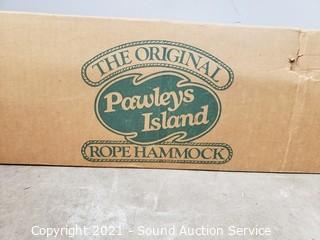 THE ORIGINAL
Pawleys
Island
ROPE HAMMOCK
Copyright 2021 - Sound Auction Service